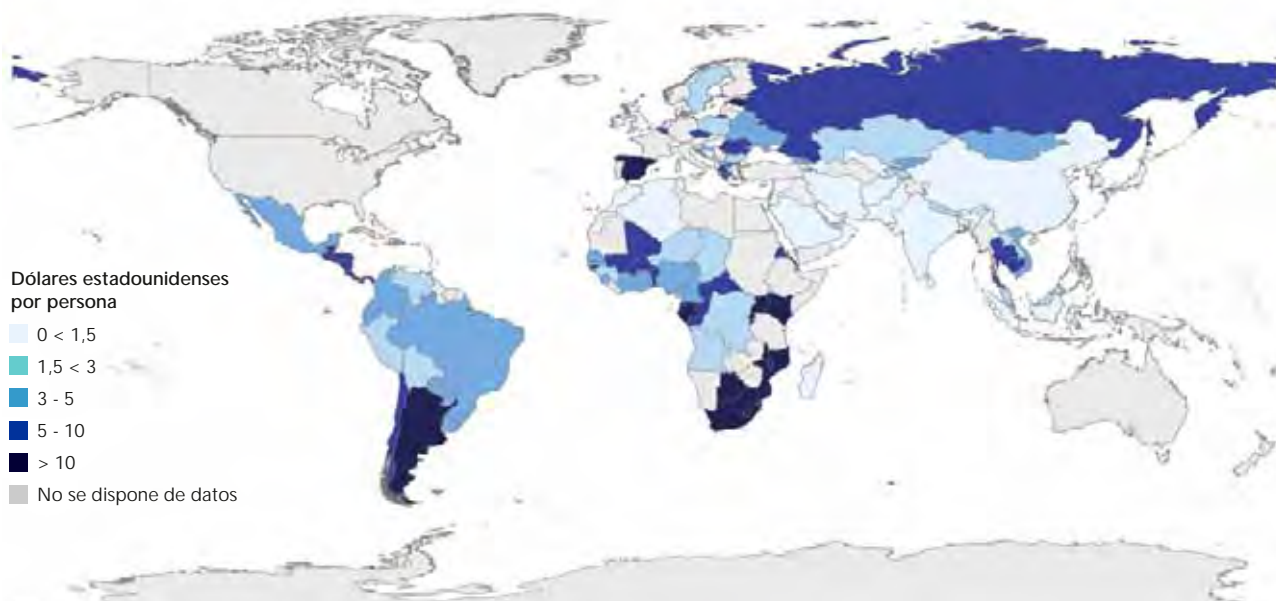 Dólares estadounidenses
por persona
0 < 1,5
1,5 < 3
3 - 5
5 - 10
> 10
No se dispone de datos